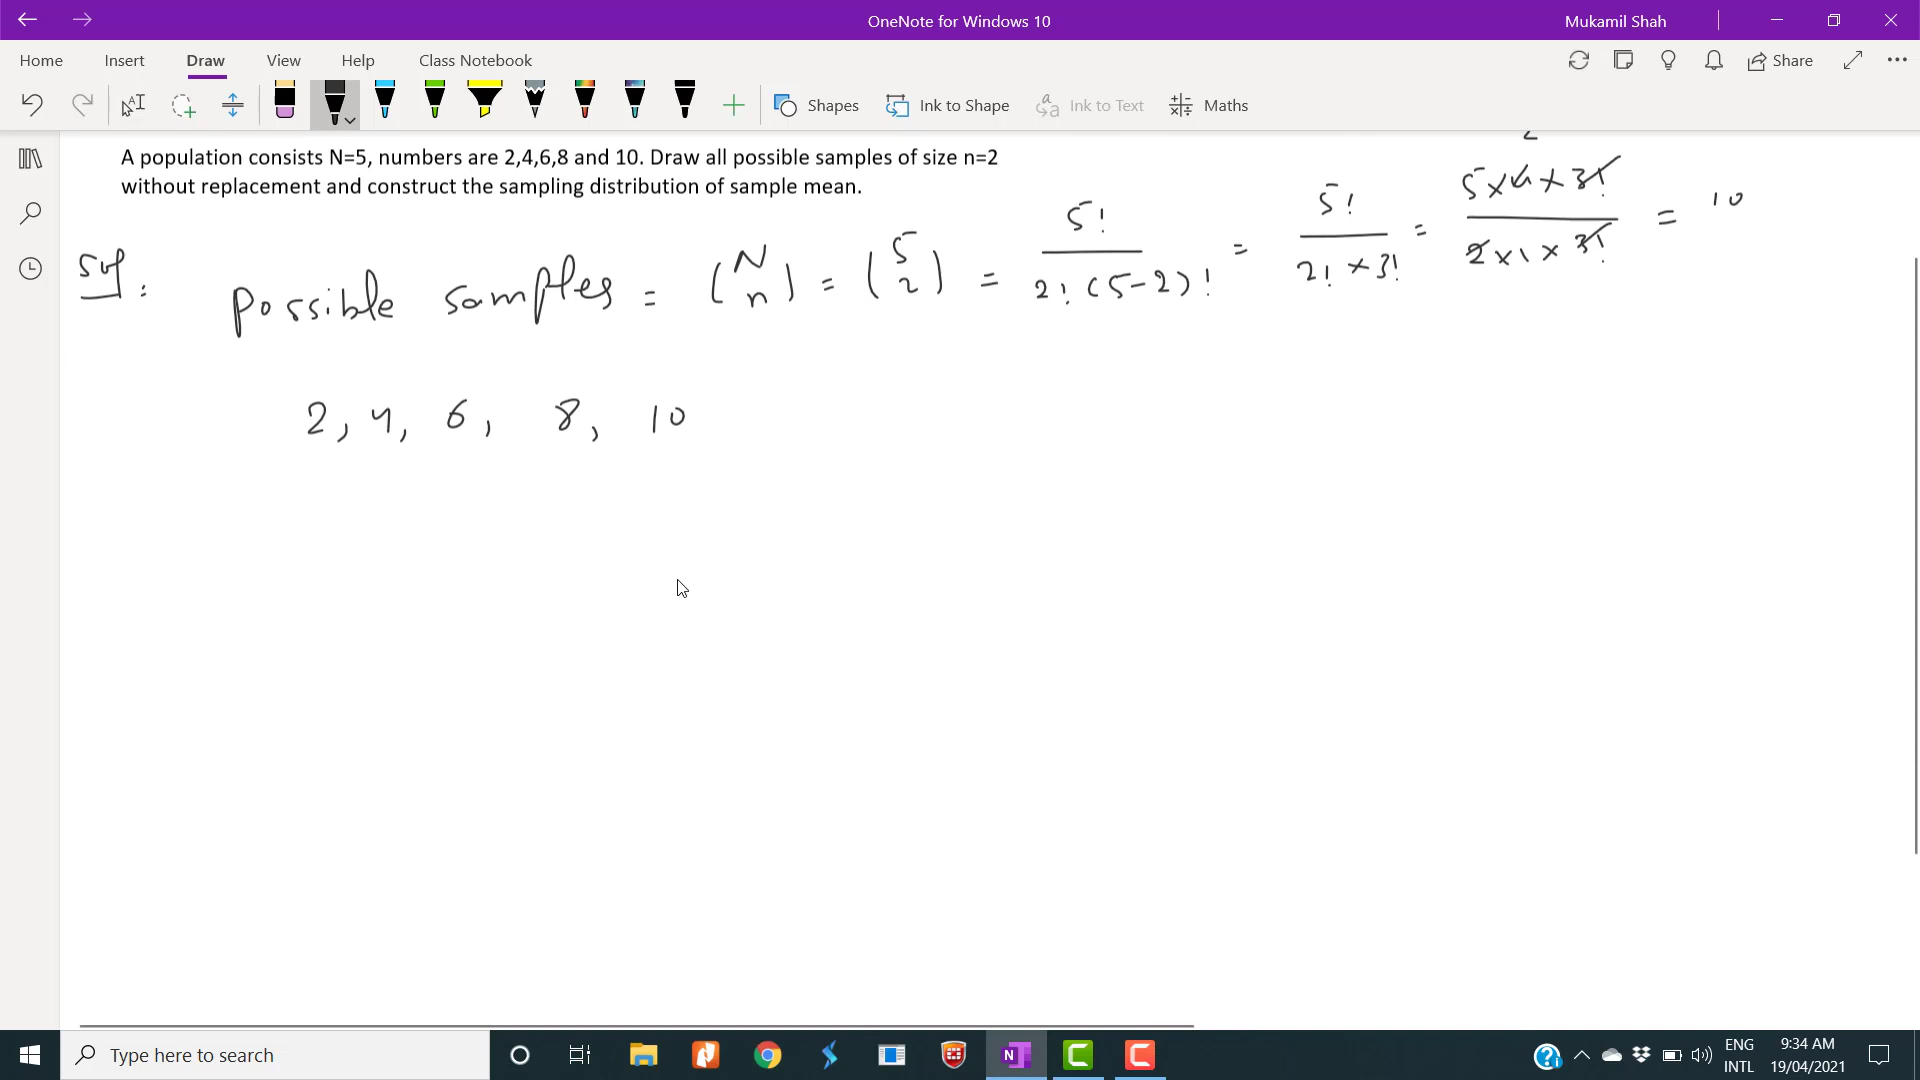 OneNote for Windows 10
Mukamil Shah
Home Insert Draw View Help Class Notebook
Share
Shapes Ink to Shape Ink to Text Maths
A population consists N=5, numbers are 2,4,6,8 and 10. Draw all possible samples of size n=2
without replacement and construct the sampling distribution of sample mean.
Sol: Possible samples = (N n) = (5 2) = 5! / 2! (5-2)! = 5! / 2! × 3! = 5×4×3! / 2×1×3! = 10
2
2, 4, 6, 8, 10
Type here to search
ENG
INTL
9:34 AM
19/04/2021